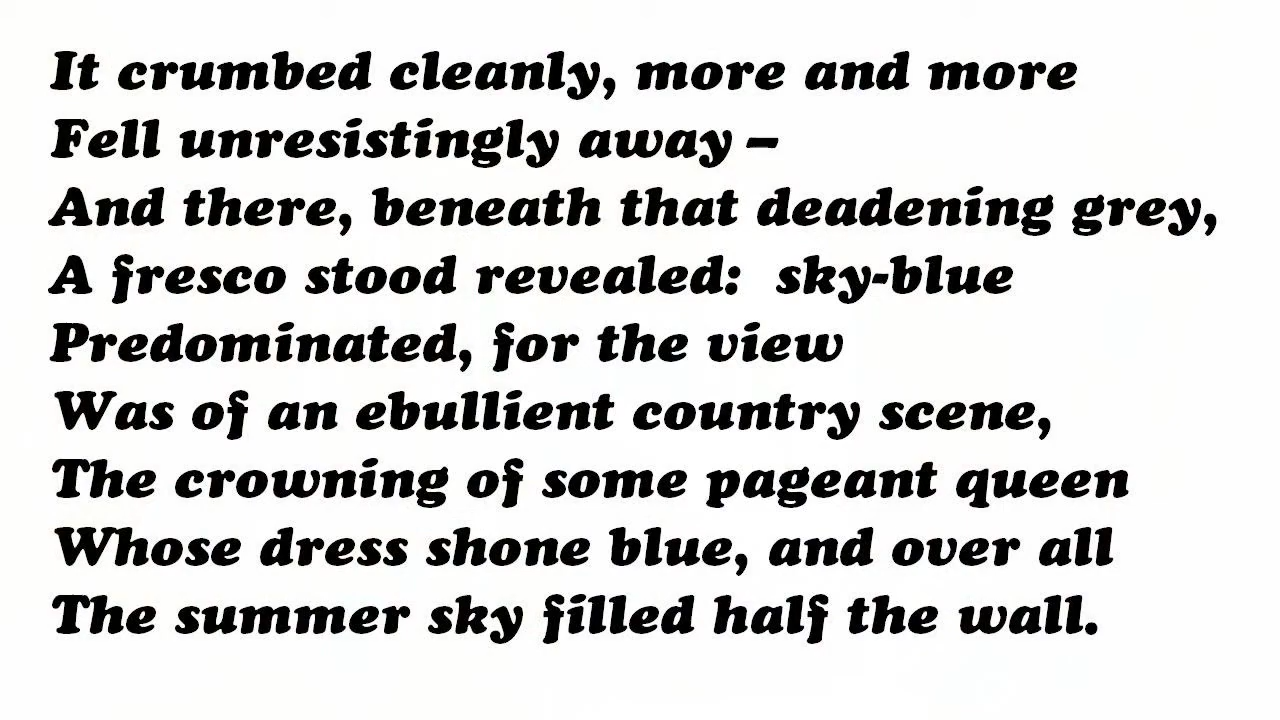 It crumbed cleanly, more and more
Fell unresistingly away –
And there, beneath that deadening grey,
A fresco stood revealed:  sky-blue
Predominated, for the view
Was of an ebullient country scene,
The crowning of some pageant queen
Whose dress shone blue, and over all
The summer sky filled half the wall.